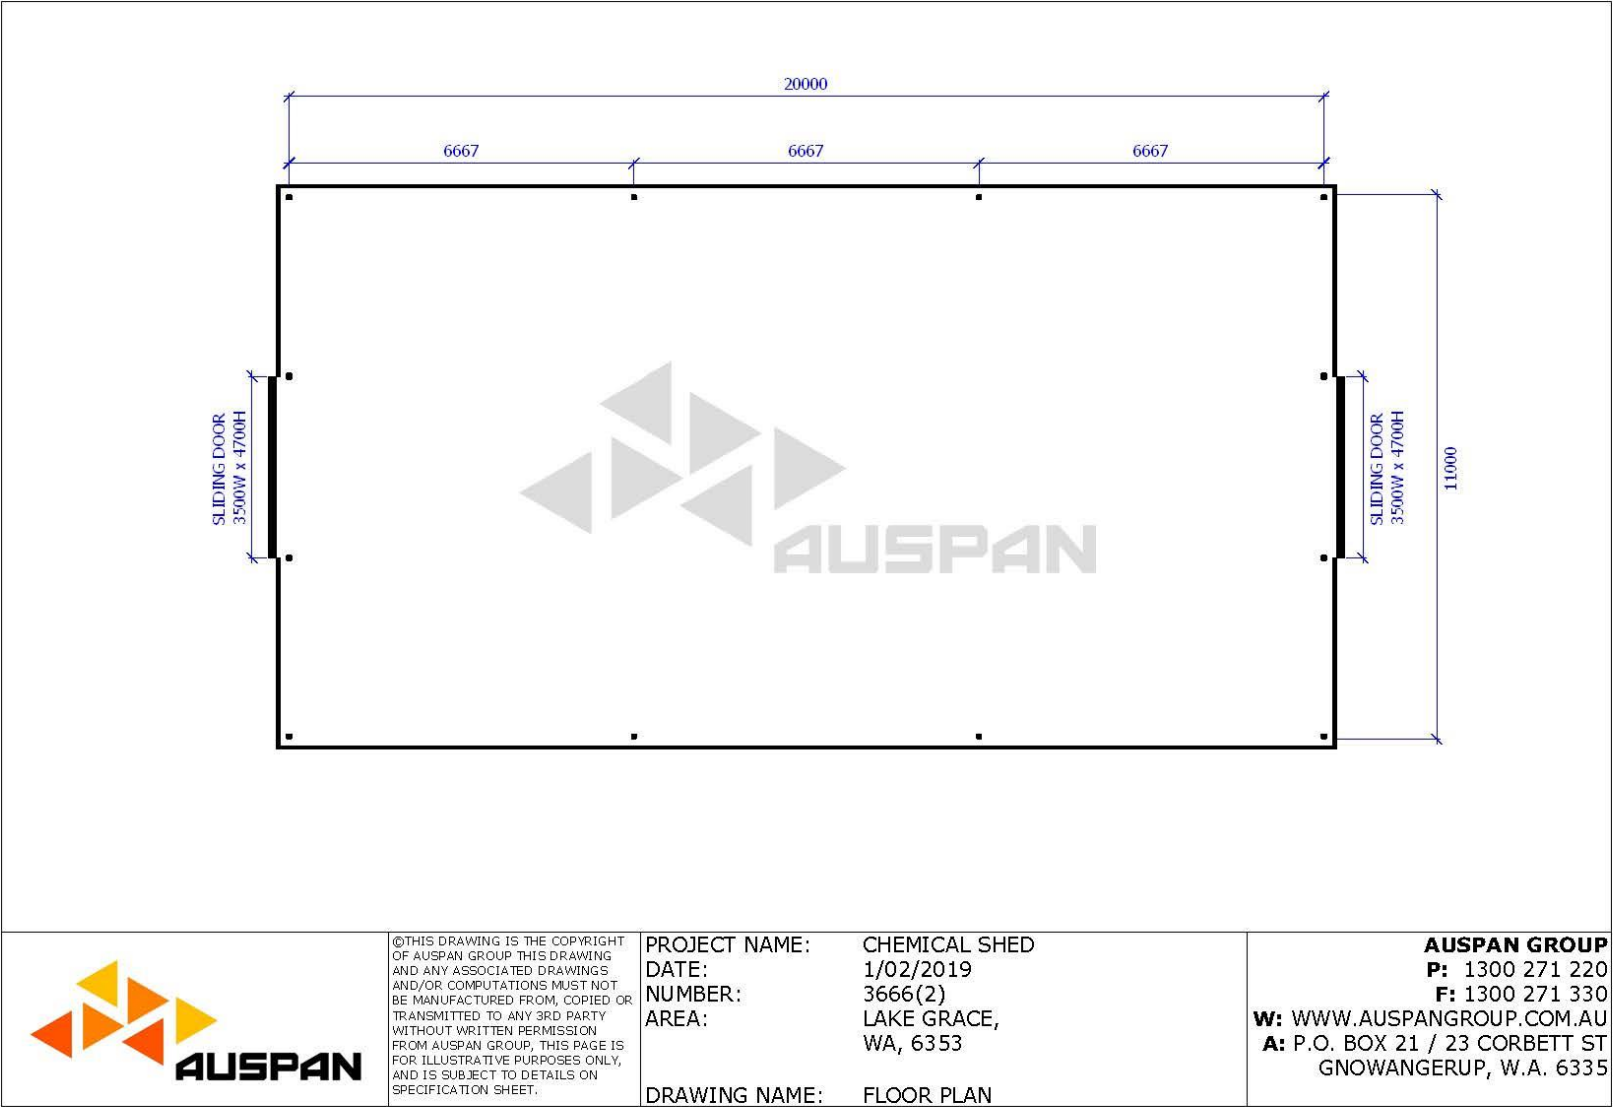 20000
6667
6667
6667
SLIDING DOOR
3500W x 4700H
SLIDING DOOR
3500W x 4700H
11000
AUSPAN
AUSPAN
©THIS DRAWING IS THE COPYRIGHT
OF AUSPAN GROUP THIS DRAWING
AND ANY ASSOCIATED DRAWINGS
AND/OR COMPUTATIONS MUST NOT
BE MANUFACTURED FROM, COPIED OR
TRANSMITTED TO ANY 3RD PARTY
WITHOUT WRITTEN PERMISSION
FROM AUSPAN GROUP, THIS PAGE IS
FOR ILLUSTRATIVE PURPOSES ONLY,
AND IS SUBJECT TO DETAILS ON
SPECIFICATION SHEET.
PROJECT NAME: CHEMICAL SHED
DATE: 1/02/2019
NUMBER: 3666(2)
AREA: LAKE GRACE,
WA, 6353
DRAWING NAME: FLOOR PLAN
AUSPAN GROUP
P: 1300 271 220
F: 1300 271 330
W: WWW.AUSPANGROUP.COM.AU
A: P.O. BOX 21 / 23 CORBETT ST
GNOWANGERUP, W.A. 6335